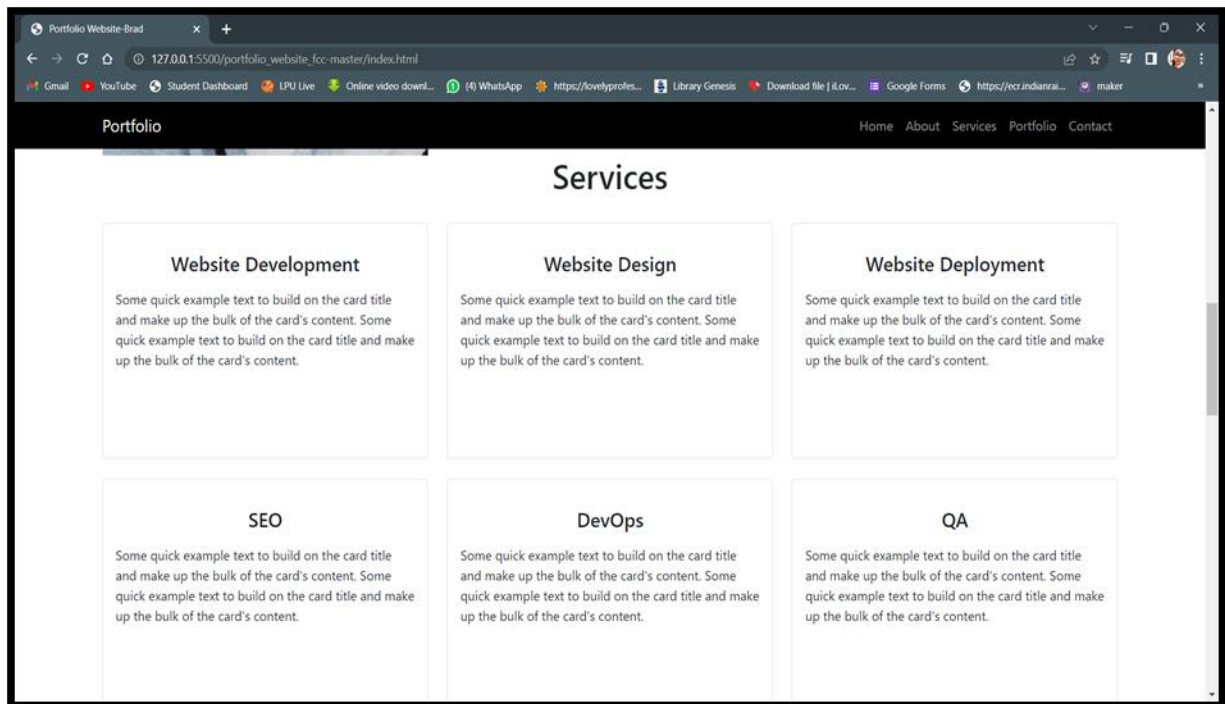 Portfolio Website-Brad
127.0.0.1:5500/portfolio_website_fcc-master/index.html
Gmail YouTube Student Dashboard LPU Live Online video downl... (4) WhatsApp https://lovelyprofes... Library Genesis Download file | iLov... Google Forms https://ecr.indianrai... maker »
Portfolio Home About Services Portfolio Contact
Services
Website Development Website Design Website Deployment
Some quick example text to build on the card title Some quick example text to build on the card title Some quick example text to build on the card title
and make up the bulk of the card's content. Some and make up the bulk of the card's content. Some and make up the bulk of the card's content. Some
quick example text to build on the card title and make quick example text to build on the card title and make quick example text to build on the card title and make
up the bulk of the card's content. up the bulk of the card's content. up the bulk of the card's content.
SEO DevOps QA
Some quick example text to build on the card title Some quick example text to build on the card title Some quick example text to build on the card title
and make up the bulk of the card's content. Some and make up the bulk of the card's content. Some and make up the bulk of the card's content. Some
quick example text to build on the card title and make quick example text to build on the card title and make quick example text to build on the card title and make
up the bulk of the card's content. up the bulk of the card's content. up the bulk of the card's content.